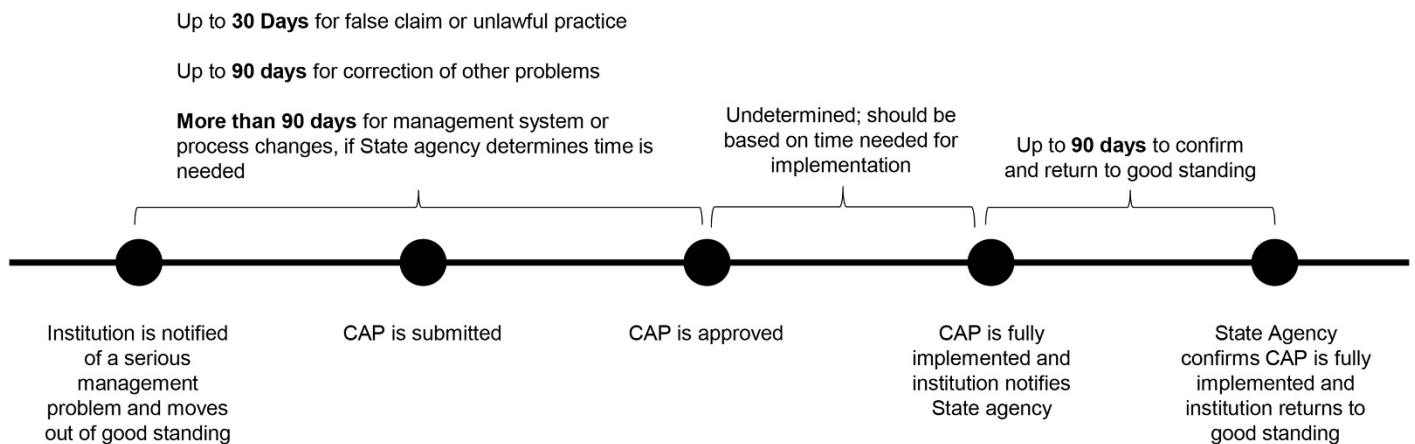 Up to 30 Days for false claim or unlawful practice
Up to 90 days for correction of other problems
More than 90 days for management system or
process changes, if State agency determines time is
needed
Undetermined; should be
based on time needed for
implementation
Up to 90 days to confirm
and return to good standing
Institution is notified
of a serious
management
problem and moves
out of good standing
CAP is submitted
CAP is approved
CAP is fully
implemented and
institution notifies
State agency
State Agency
confirms CAP is fully
implemented and
institution returns to
good standing